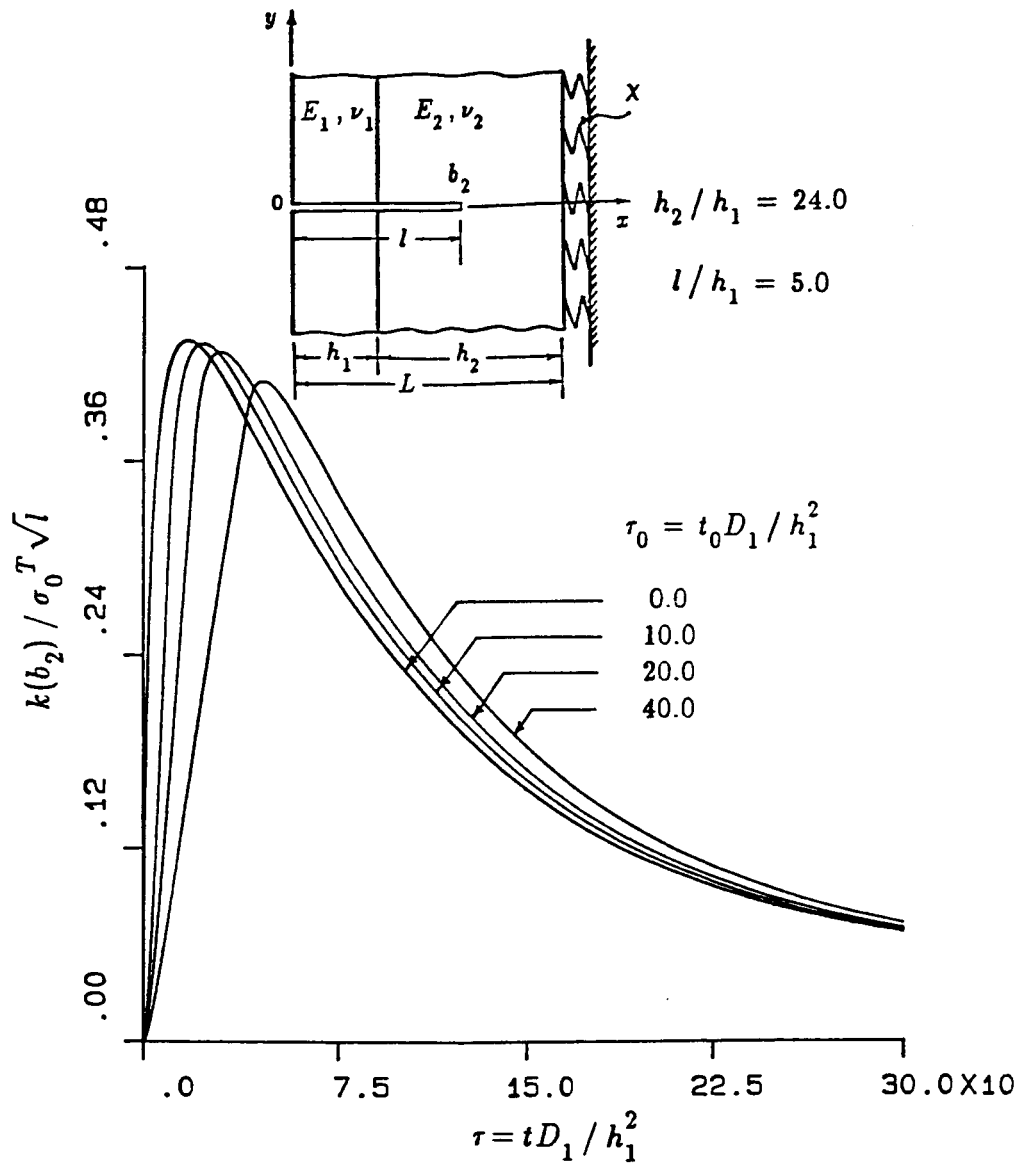 y
E₁, ν₁
E₂, ν₂
X
b₂
0
x
l
h₁
h₂
L
h₂/h₁ = 24.0
l/h₁ = 5.0
τ₀ = t₀D₁/h₁²
0.0
10.0
20.0
40.0
.48
.36
.24
.12
.00
k(b₂)/σ₀ᵀ√l
.0
7.5
15.0
22.5
30.0X10
τ = tD₁/h₁²